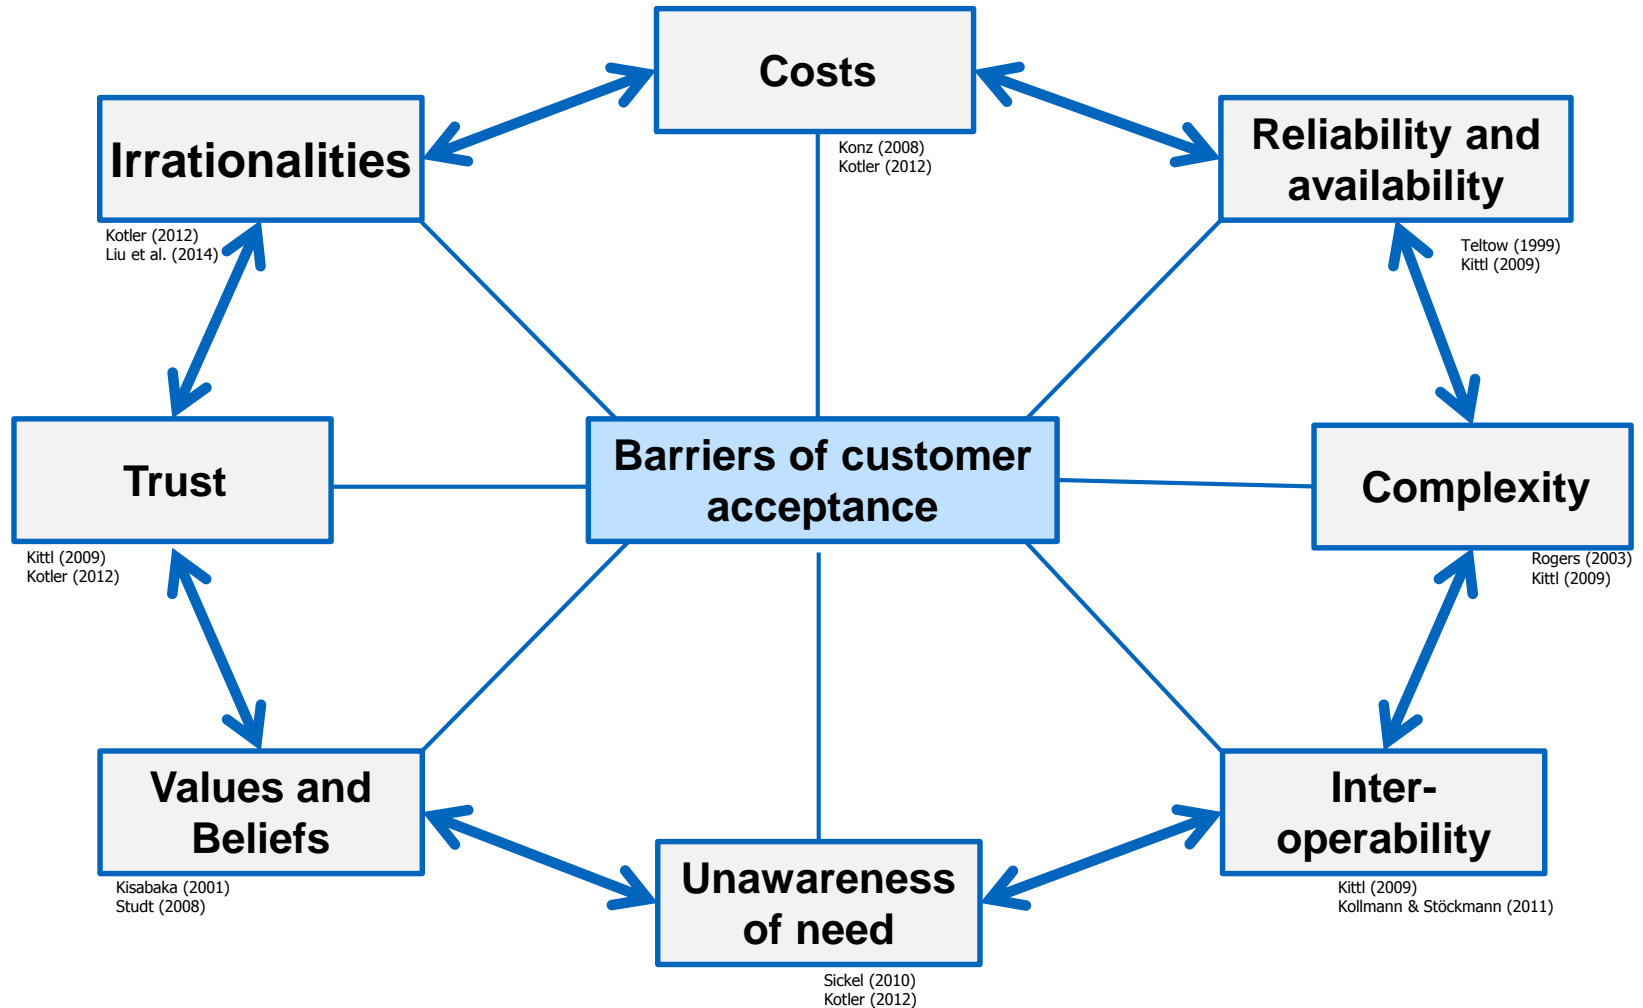 Costs
Konz (2008)
Kotler (2012)
Irrationalities
Kotler (2012)
Liu et al. (2014)
Reliability and
availability
Teltow (1999)
Kittl (2009)
Trust
Kittl (2009)
Kotler (2012)
Barriers of customer
acceptance
Complexity
Rogers (2003)
Kittl (2009)
Values and
Beliefs
Kisabaka (2001)
Studt (2008)
Unawareness
of need
Sickel (2010)
Kotler (2012)
Inter-
operability
Kittl (2009)
Kollmann & Stöckmann (2011)